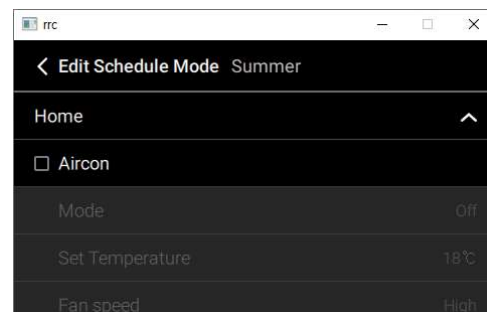 rrc
Edit Schedule Mode Summer
Home
Aircon
Mode Off
Set Temperature 18℃
Fan speed High